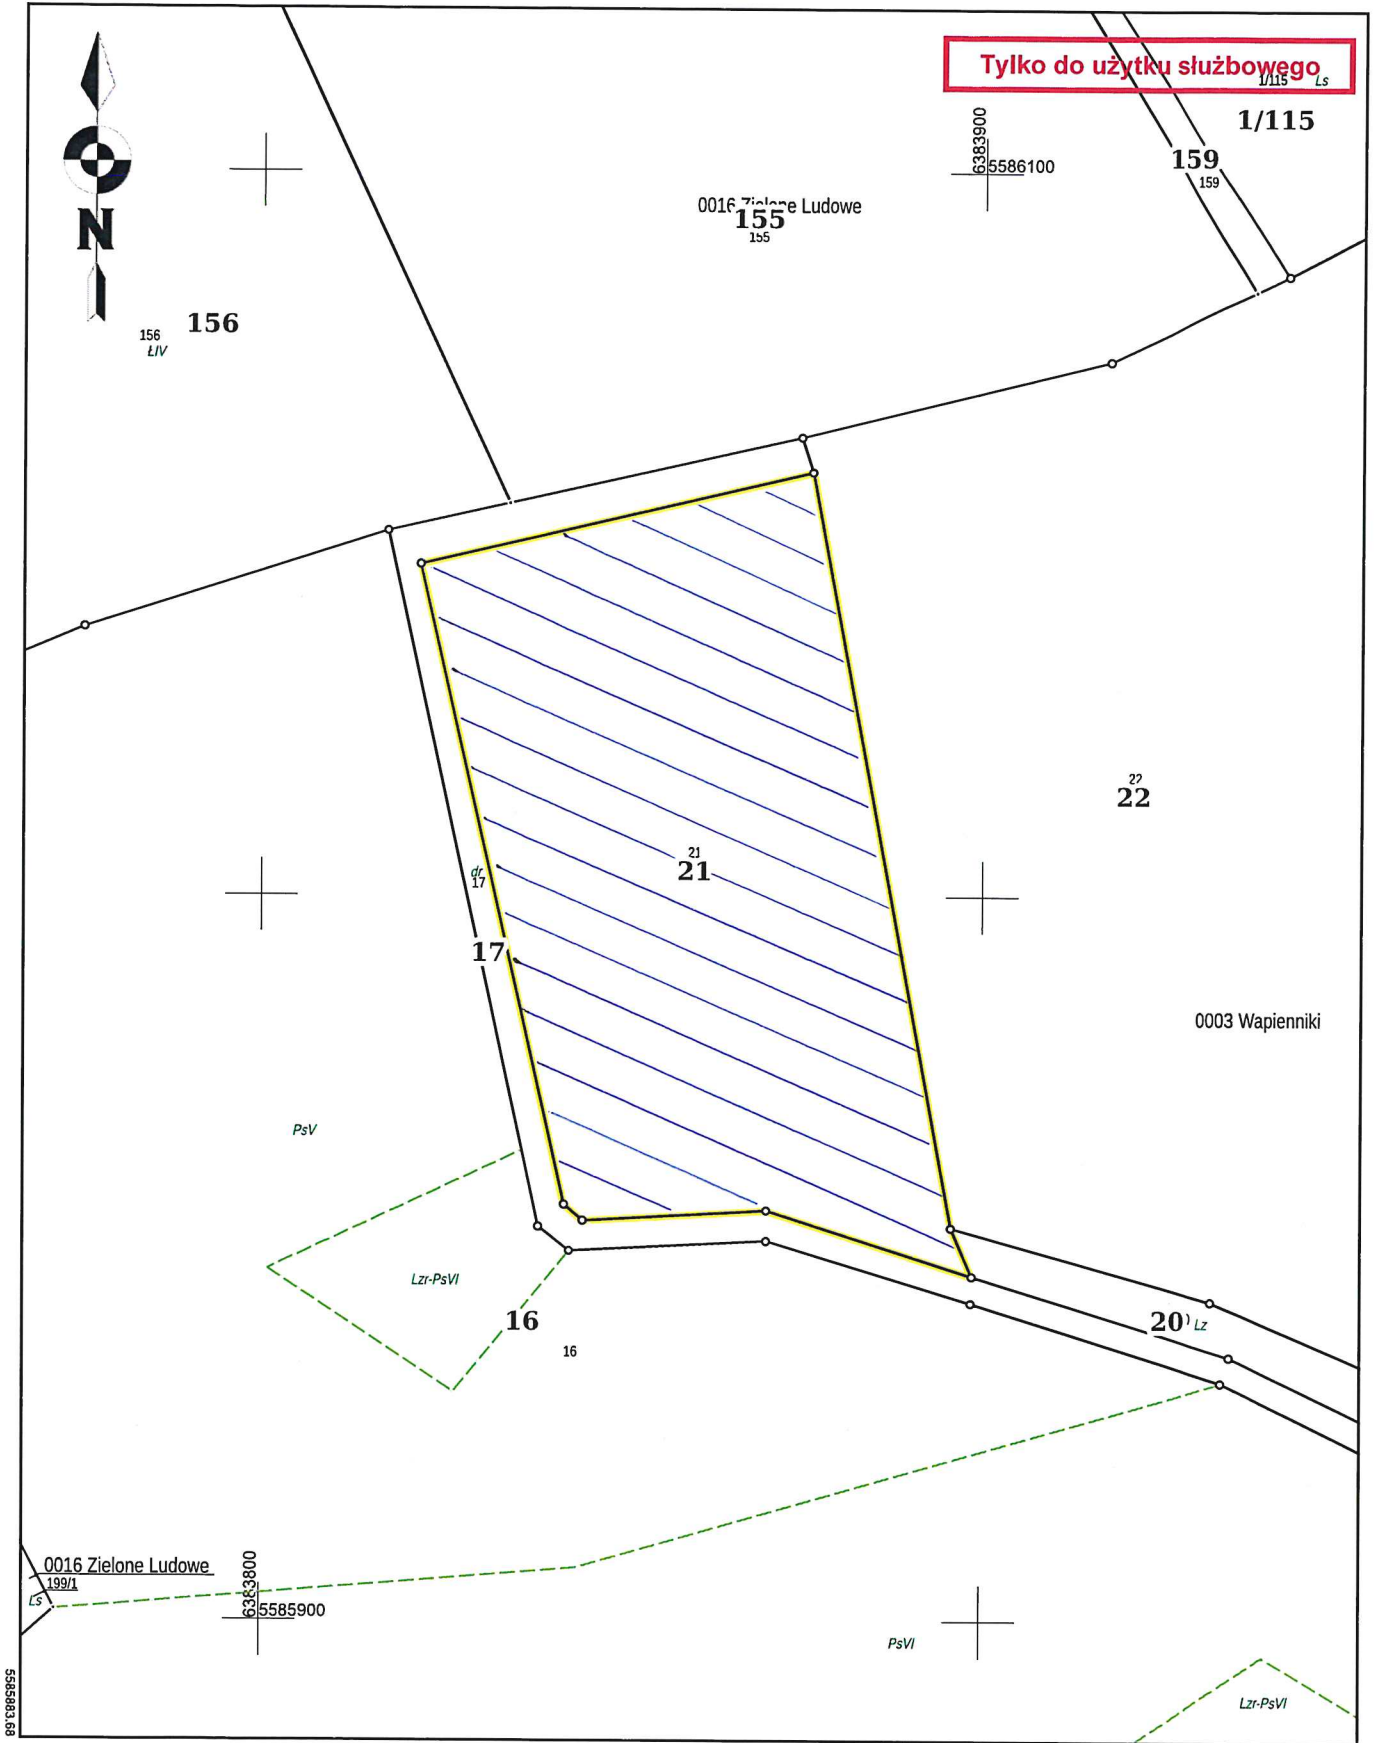 Tylko do użytku służbowego
1/115 Ls
1/115
6383900
5586100
159
159
0016 Zielone Ludowe
155
155
N
156
156
ŁIV
22
22
21
21
dr
17
17
0003 Wapienniki
PsV
Lzr-PsVI
16
16
20 Lz
0016 Zielone Ludowe
199/1
Ls
6383800
5585900
PsVI
Lzr-PsVI
5585883.68